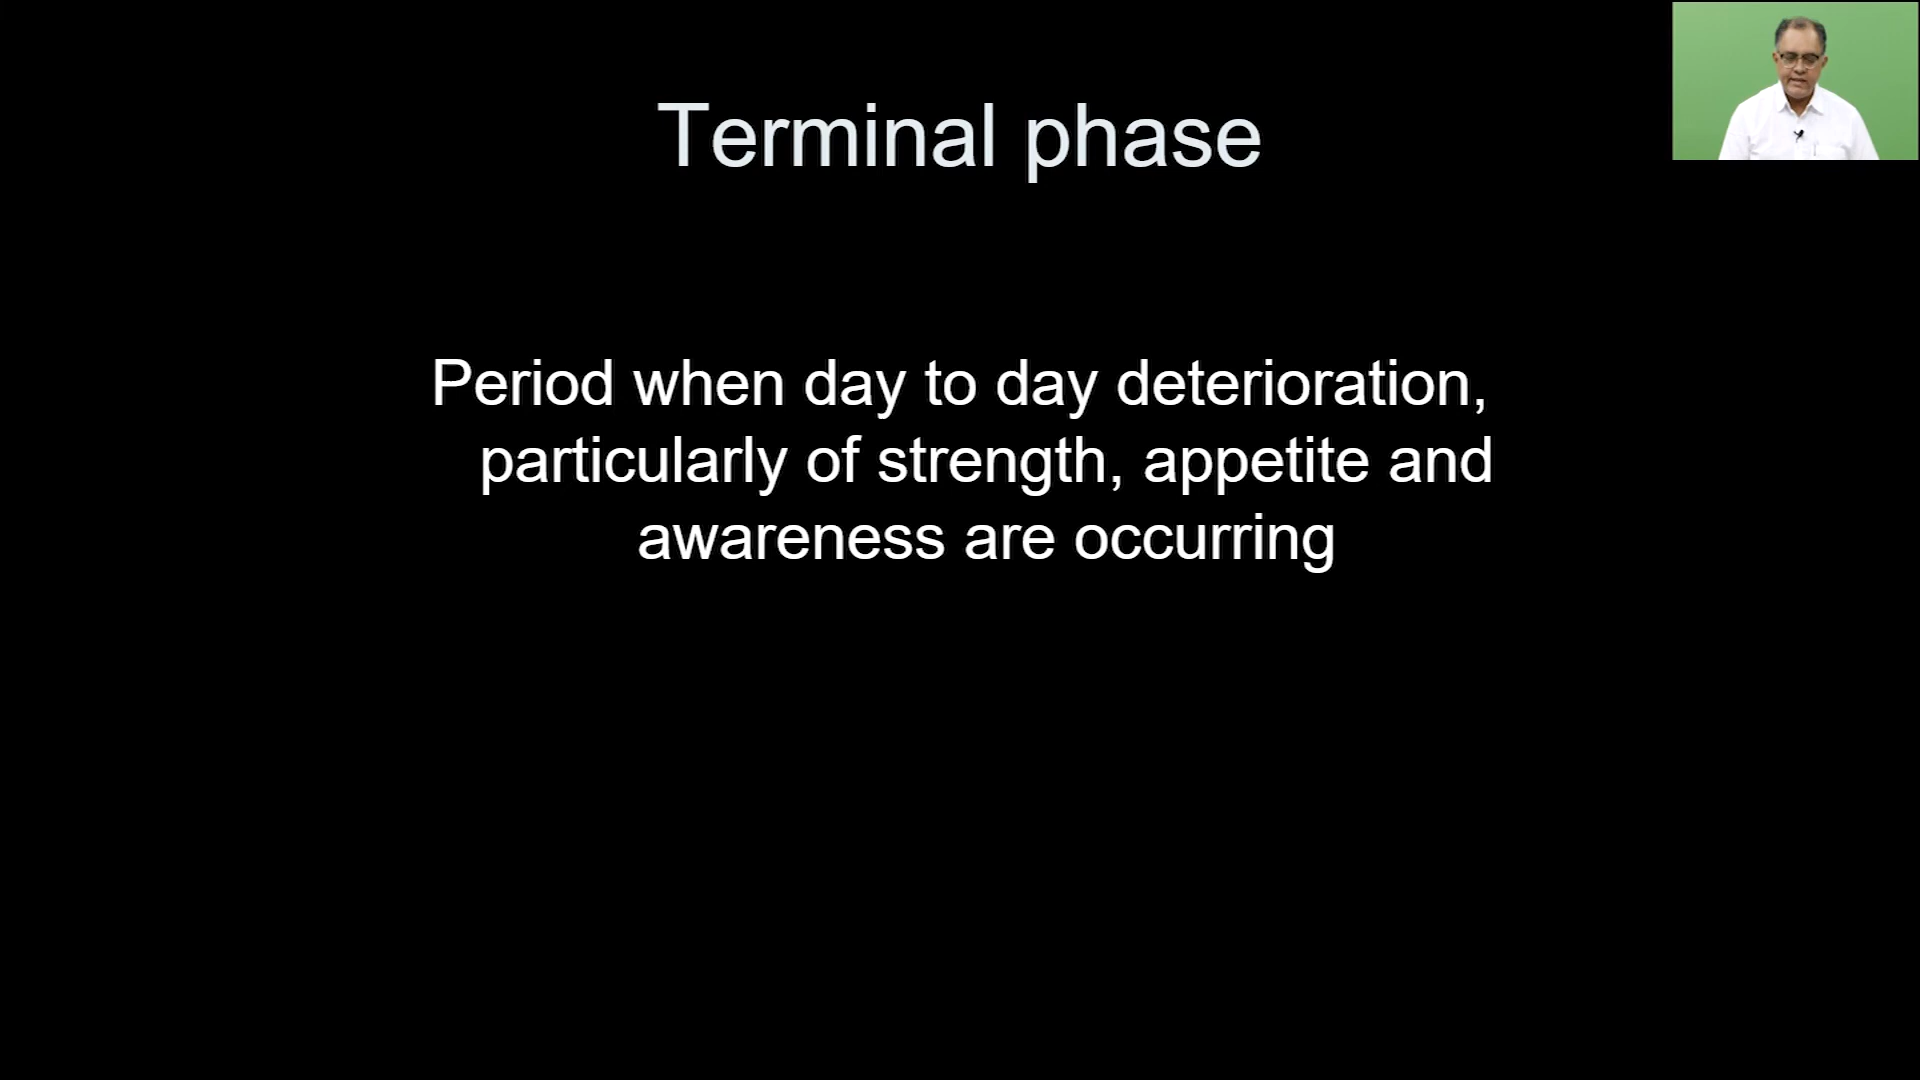 Terminal phase
Period when day to day deterioration,
particularly of strength, appetite and
awareness are occurring